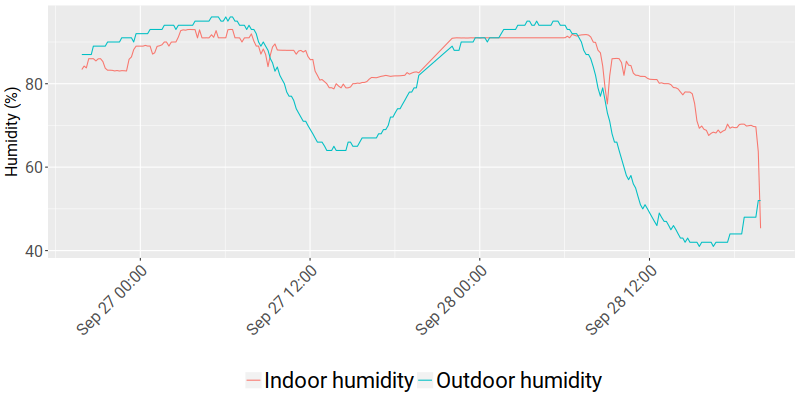 Humidity (%)
80
60
40
Sep 27 00:00
Sep 27 12:00
Sep 28 00:00
Sep 28 12:00
Indoor humidity
Outdoor humidity